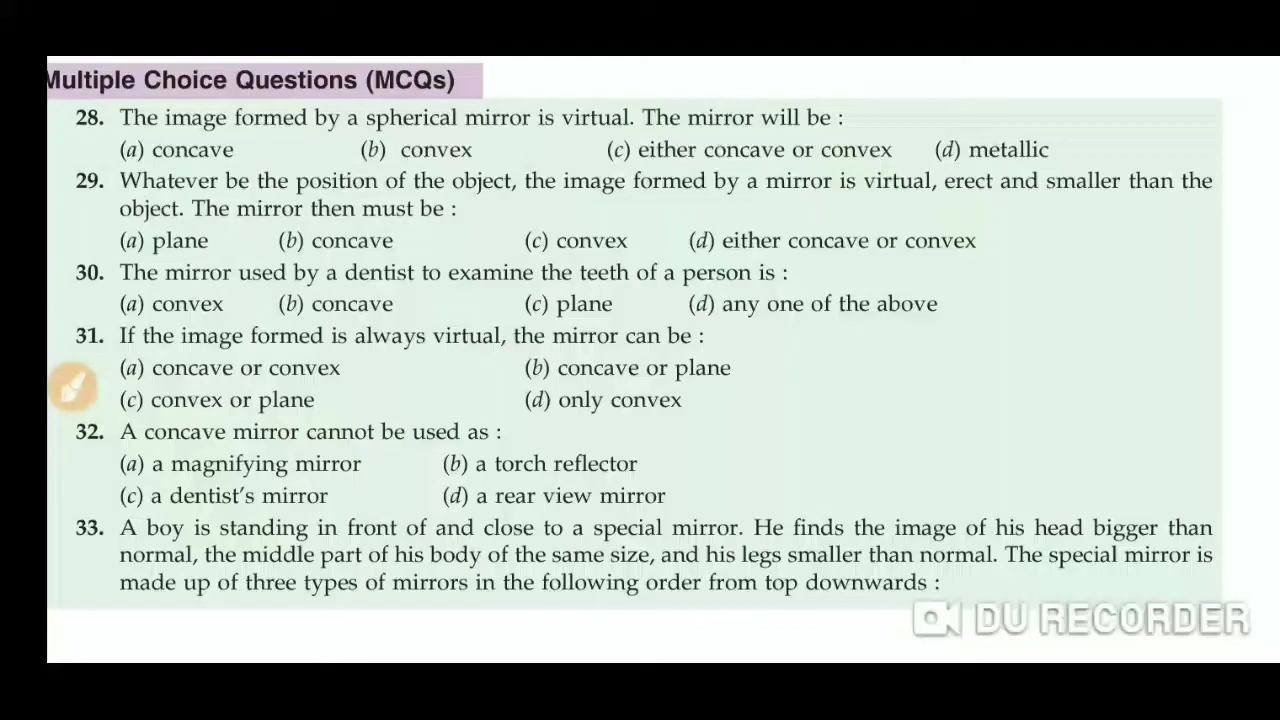 Multiple Choice Questions (MCQs)
28. The image formed by a spherical mirror is virtual. The mirror will be :
(a) concave (b) convex (c) either concave or convex (d) metallic
29. Whatever be the position of the object, the image formed by a mirror is virtual, erect and smaller than the
object. The mirror then must be :
(a) plane (b) concave (c) convex (d) either concave or convex
30. The mirror used by a dentist to examine the teeth of a person is :
(a) convex (b) concave (c) plane (d) any one of the above
31. If the image formed is always virtual, the mirror can be :
(a) concave or convex (b) concave or plane
(c) convex or plane (d) only convex
32. A concave mirror cannot be used as :
(a) a magnifying mirror (b) a torch reflector
(c) a dentist's mirror (d) a rear view mirror
33. A boy is standing in front of and close to a special mirror. He finds the image of his head bigger than
normal, the middle part of his body of the same size, and his legs smaller than normal. The special mirror is
made up of three types of mirrors in the following order from top downwards :
DU RECORDER